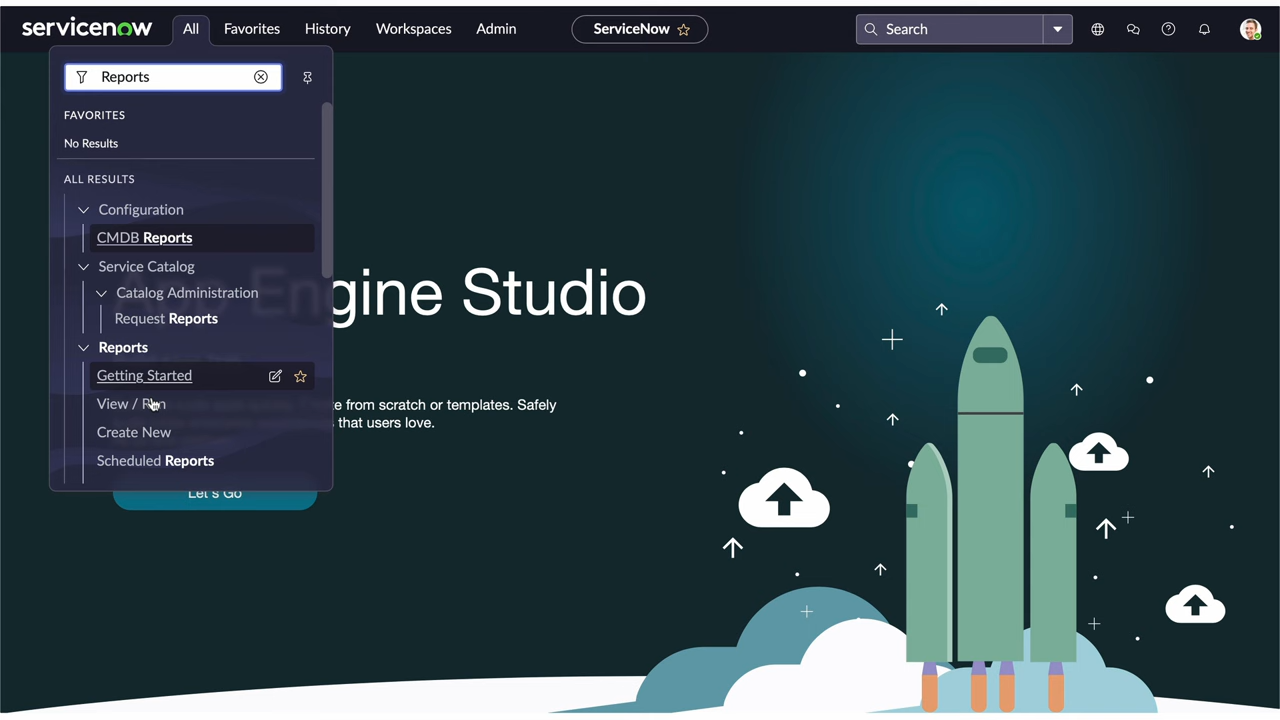 servicenow All Favorites History Workspaces Admin ServiceNow Search
Reports
FAVORITES
No Results
ALL RESULTS
Configuration
CMDB Reports
Service Catalog
Catalog Administration
Request Reports
Reports
Getting Started
View / Run
Create New
Scheduled Reports
Engine Studio
e from scratch or templates. Safely
that users love.
Let's Go